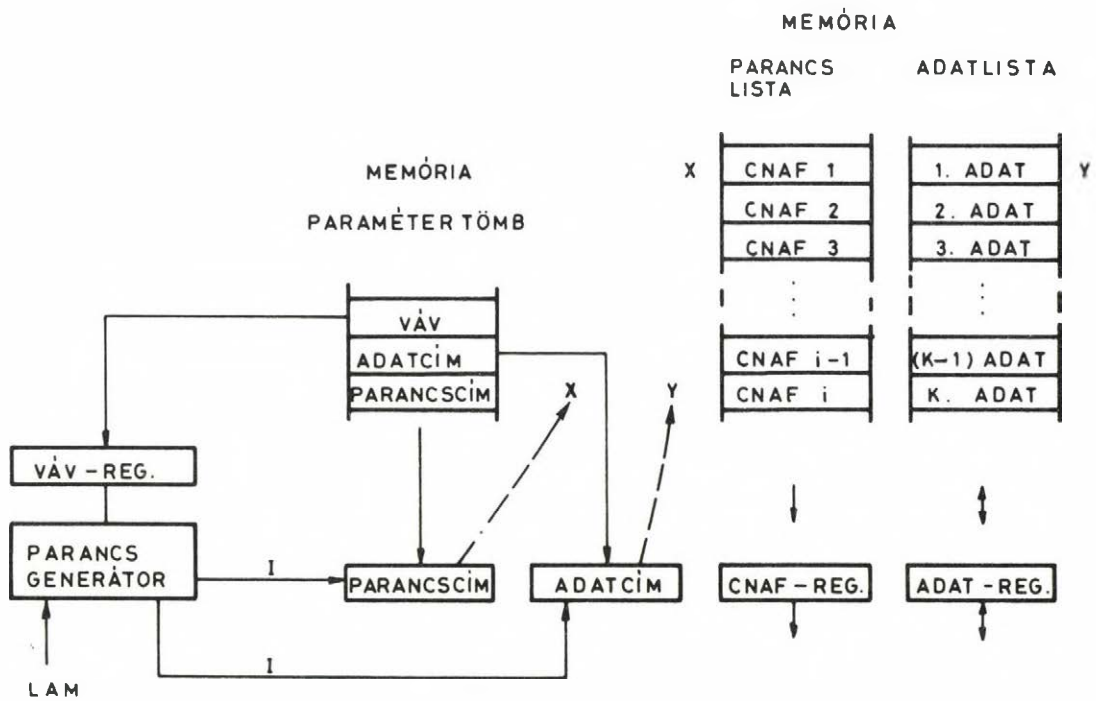 MEMÓRIA
PARANCS LISTA
ADATLISTA
MEMÓRIA
PARAMÉTER TÖMB
X
CNAF 1
1. ADAT
Y
CNAF 2
2. ADAT
CNAF 3
3. ADAT
VÁV
ADATCÍM
PARANCSCÍM
X
Y
CNAF i-1
(K-1) ADAT
CNAF i
K. ADAT
VÁV-REG.
PARANCS
GENERÁTOR
I
PARANCSCÍM
ADATCÍM
CNAF-REG.
ADAT-REG.
I
LAM